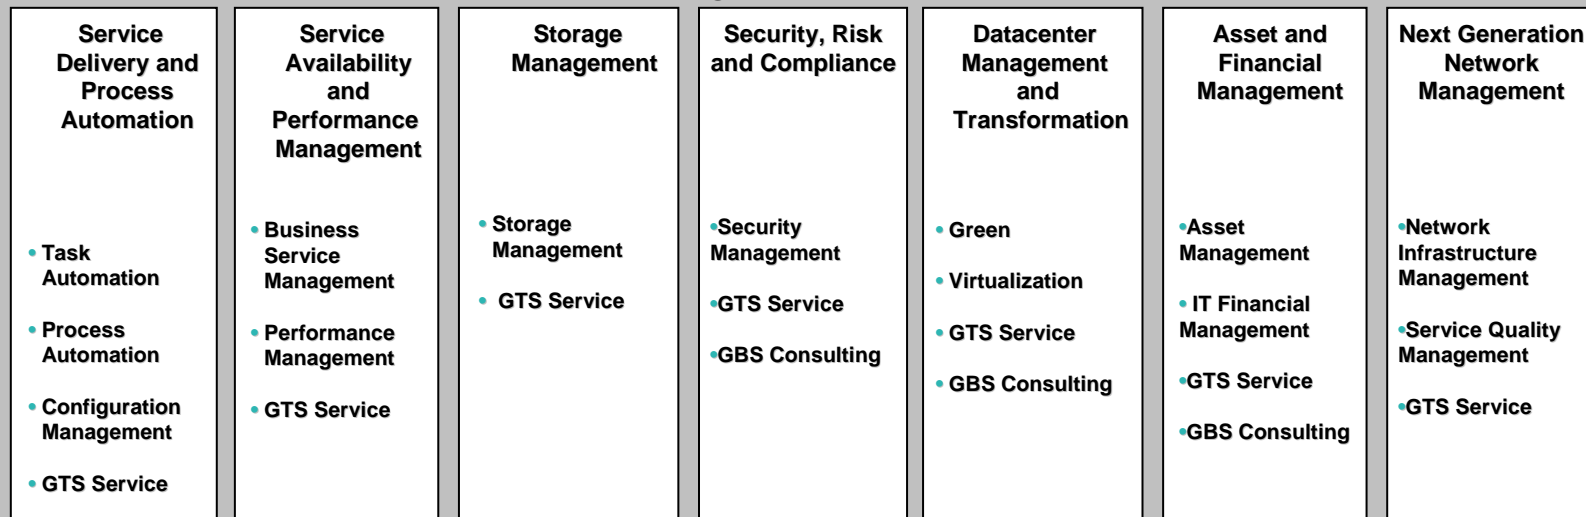 Service
Delivery and
Process
Automation
• Task
Automation
• Process
Automation
• Configuration
Management
• GTS Service
Service
Availability
and
Performance
Management
• Business
Service
Management
• Performance
Management
• GTS Service
Storage
Management
• Storage
Management
• GTS Service
Security, Risk
and Compliance
•Security
Management
•GTS Service
•GBS Consulting
Datacenter
Management
and
Transformation
• Green
• Virtualization
• GTS Service
• GBS Consulting
Asset and
Financial
Management
•Asset
Management
• IT Financial
Management
•GTS Service
•GBS Consulting
Next Generation
Network
Management
•Network
Infrastructure
Management
•Service Quality
Management
•GTS Service